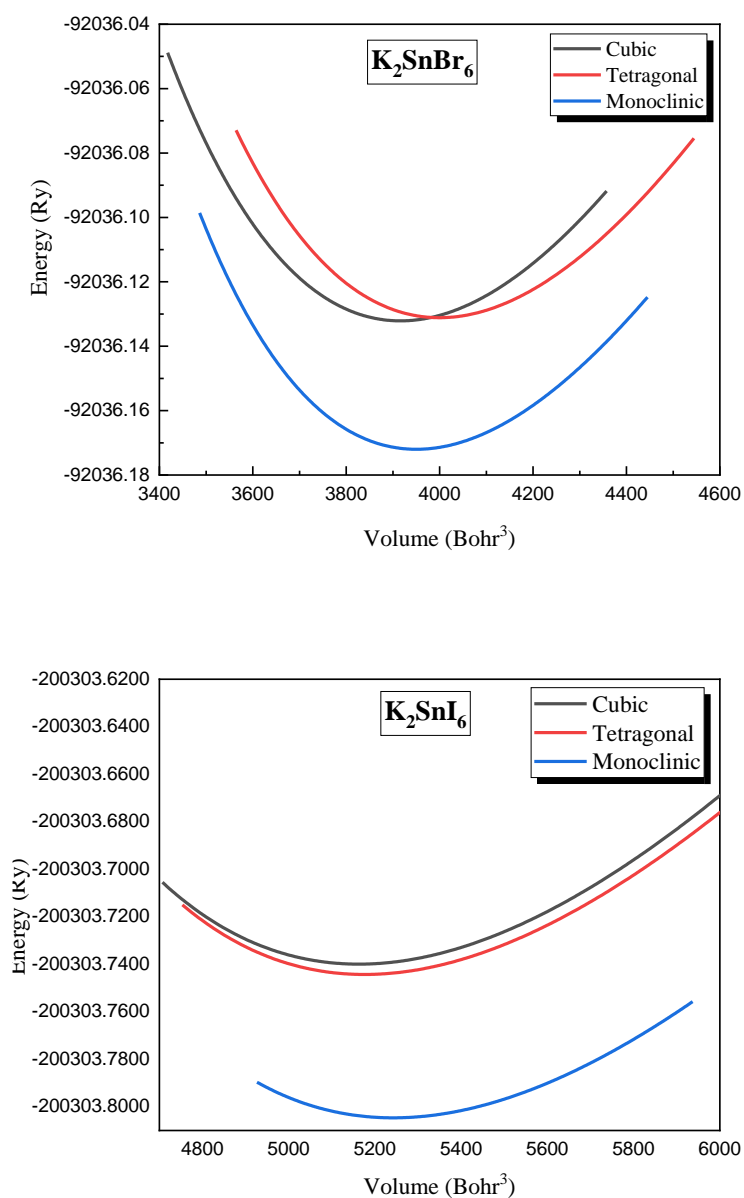 -92036.04
-92036.06
-92036.08
-92036.10
-92036.12
-92036.14
-92036.16
-92036.18
Energy (Ry)
K₂SnBr₆
Cubic
Tetragonal
Monoclinic
3400 3600 3800 4000 4200 4400 4600
Volume (Bohr³)
-200303.6200
-200303.6400
-200303.6600
-200303.6800
-200303.7000
-200303.7200
-200303.7400
-200303.7600
-200303.7800
-200303.8000
Energy (Ry)
K₂SnI₆
Cubic
Tetragonal
Monoclinic
4800 5000 5200 5400 5600 5800 6000
Volume (Bohr³)